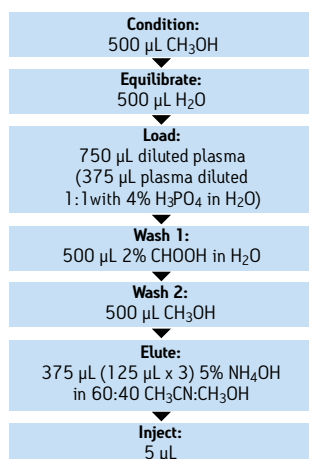 Condition:
500 µL CH₃OH
Equilibrate:
500 µL H₂O
Load:
750 µL diluted plasma
(375 µL plasma diluted
1:1with 4% H₃PO₄ in H₂O)
Wash 1:
500 µL 2% CHOOH in H₂O
Wash 2:
500 µL CH₃OH
Elute:
375 µL (125 µL x 3) 5% NH₄OH
in 60:40 CH₃CN:CH₃OH
Inject:
5 µL